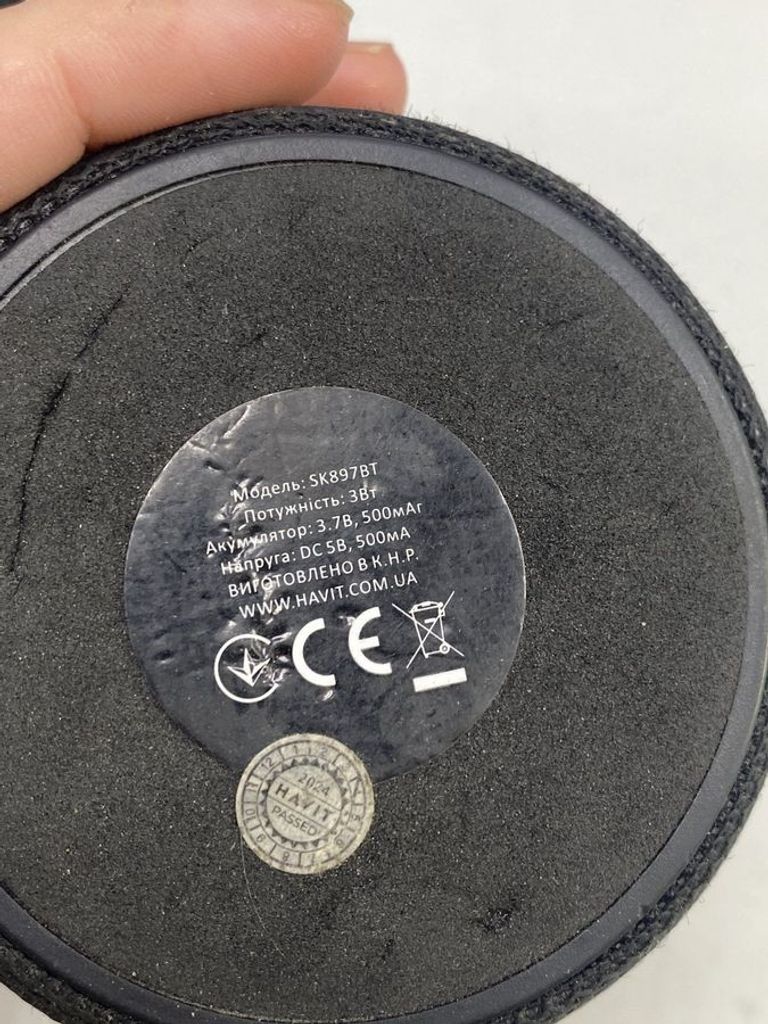 Модель: SK897BT
Потужність: 3Вт
Акумулятор: 3.7В, 500мАг
Напруга: DC 5В, 500мА
ВИГОТОВЛЕНО В К.Н.Р.
WWW.HAVIT.COM.UA
CE
2024
HAVIT
PASSED